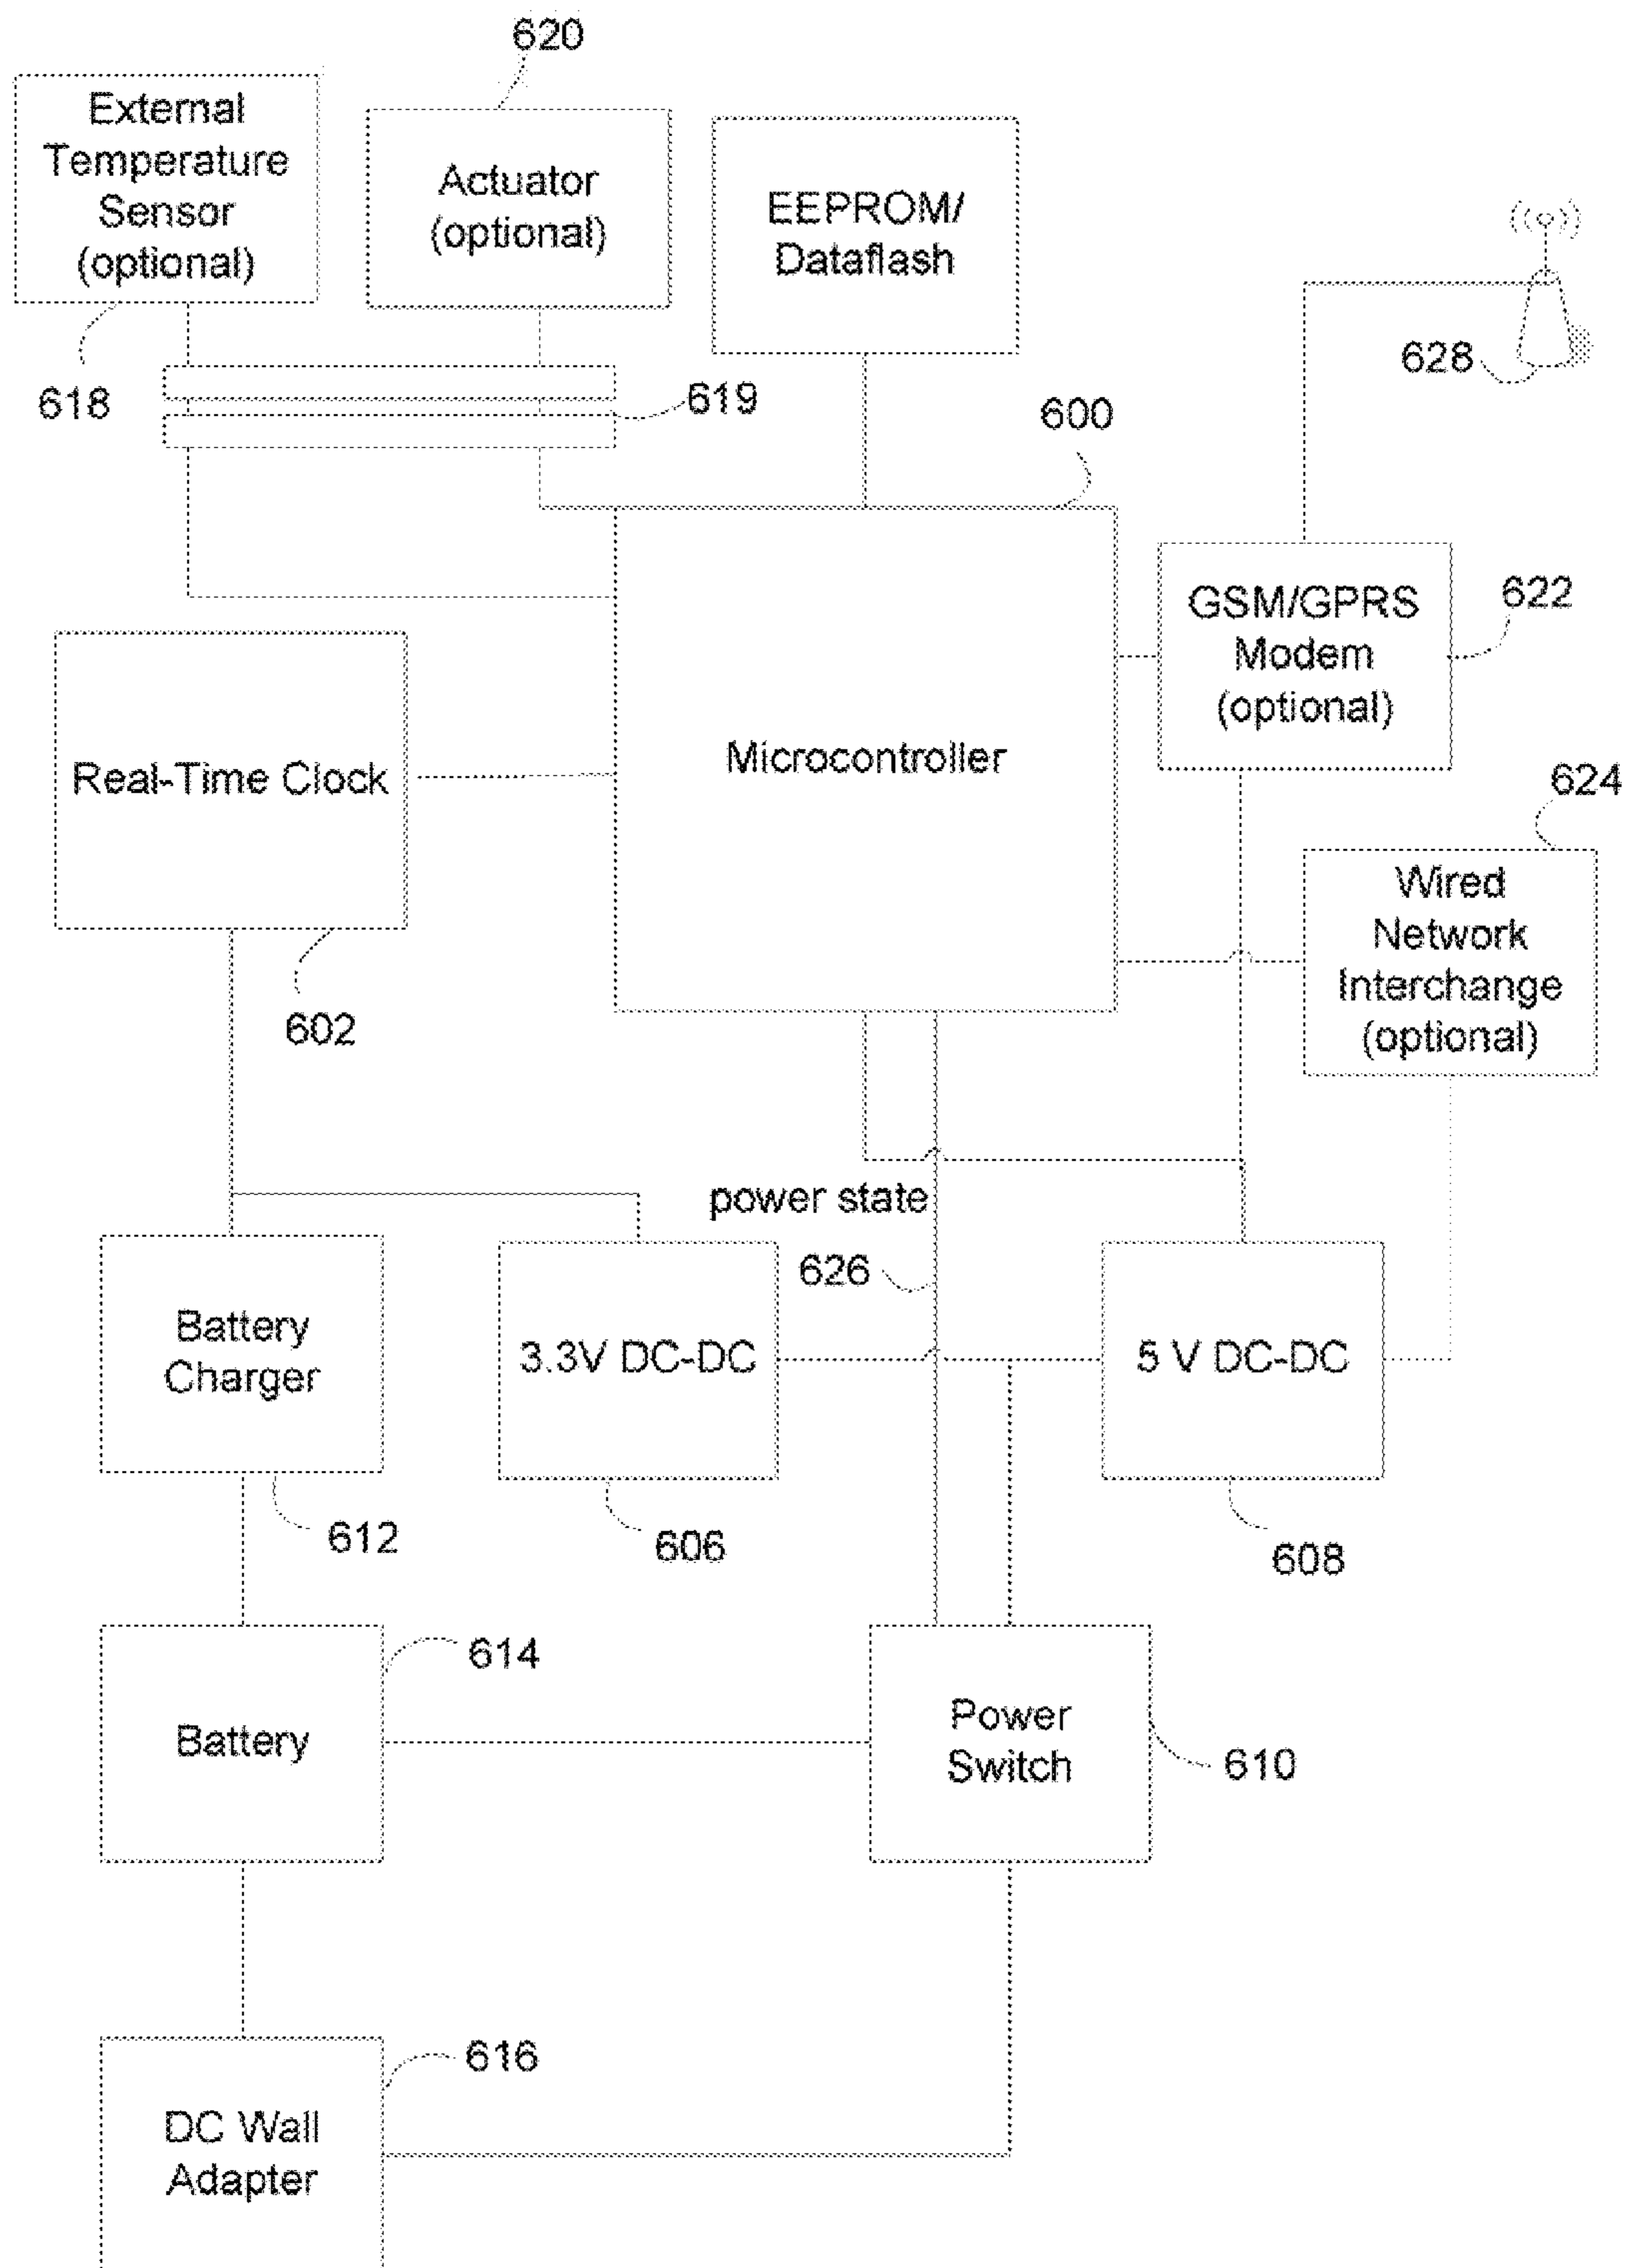 620
External
Temperature
Sensor
(optional)
Actuator
(optional)
EEPROM/
Dataflash
628
618
619
600
GSM/GPRS
Modem
(optional)
622
Real-Time Clock
Microcontroller
624
Wired
Network
Interchange
(optional)
602
power state
626
Battery
Charger
3.3V DC-DC
5 V DC-DC
612
606
608
614
Battery
Power
Switch
610
616
DC Wall
Adapter